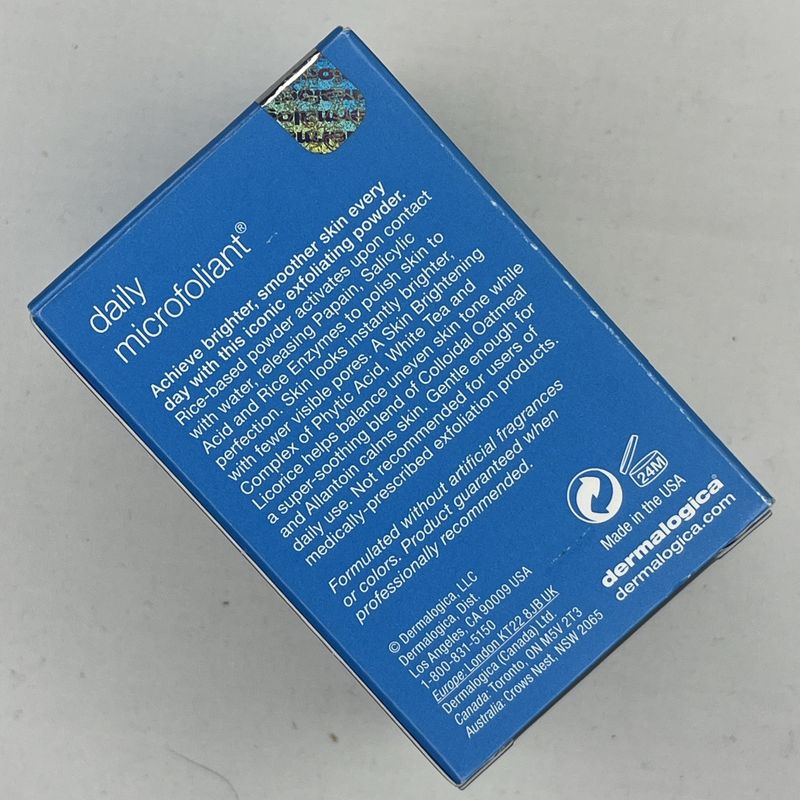 daily
microfoliant®
Achieve brighter, smoother skin every
day with this iconic exfoliating powder.
Rice-based powder activates upon contact
with water, releasing Papain, Salicylic
Acid and Rice Enzymes to polish skin to
perfection. Skin looks instantly brighter,
with fewer visible pores. A Skin Brightening
Complex of Phytic Acid, White Tea and
Licorice helps balance uneven skin tone while
a super-soothing blend of Colloidal Oatmeal
and Allantoin calms skin. Gentle enough for
daily use. Not recommended for users of
medically-prescribed exfoliation products.
Formulated without artificial fragrances
or colors. Product guaranteed when
professionally recommended.
© Dermalogica, LLC
Dermalogica, Dist.
Los Angeles, CA 90009 USA
1-800-831-5150
Europe: London KT22 8JB UK
Dermalogica (Canada) Ltd.
Canada: Toronto, ON M5V 2T3
Australia: Crows Nest, NSW 2065
24M
Made in the USA
dermalogica®
dermalogica.com